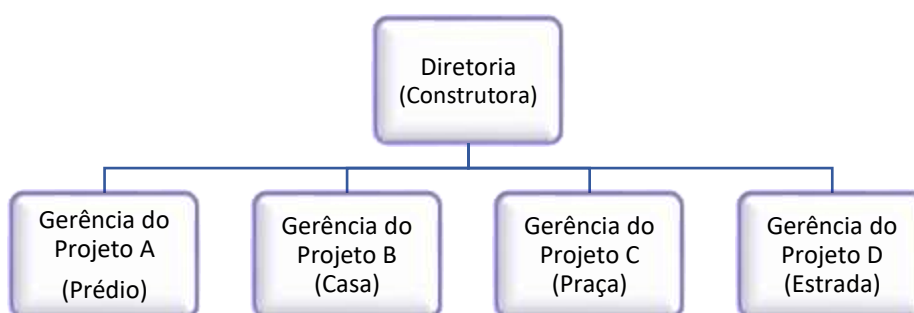 Diretoria
(Construtora)
Gerência do
Projeto A
(Prédio)
Gerência do
Projeto B
(Casa)
Gerência do
Projeto C
(Praça)
Gerência do
Projeto D
(Estrada)